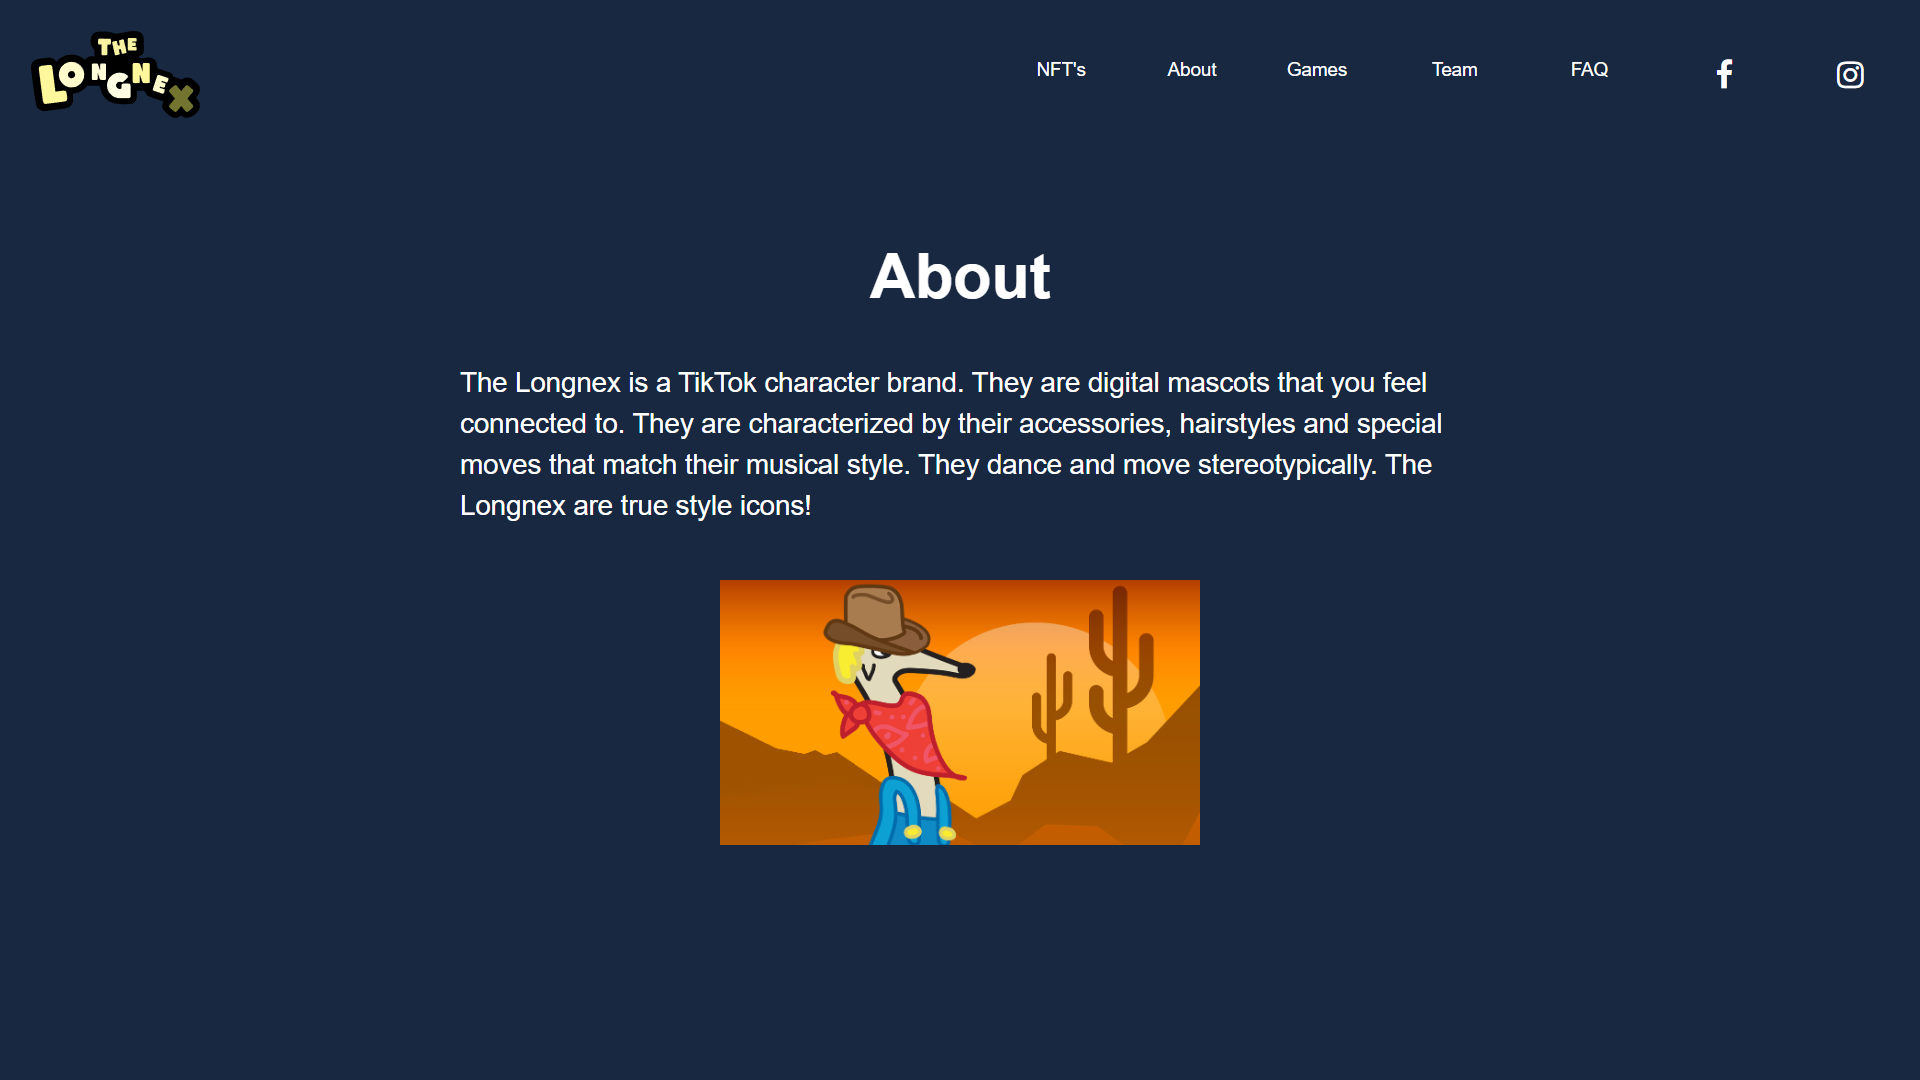 THE
LONGNEX
NFT's
About
Games
Team
FAQ
About
The Longnex is a TikTok character brand. They are digital mascots that you feel
connected to. They are characterized by their accessories, hairstyles and special
moves that match their musical style. They dance and move stereotypically. The
Longnex are true style icons!